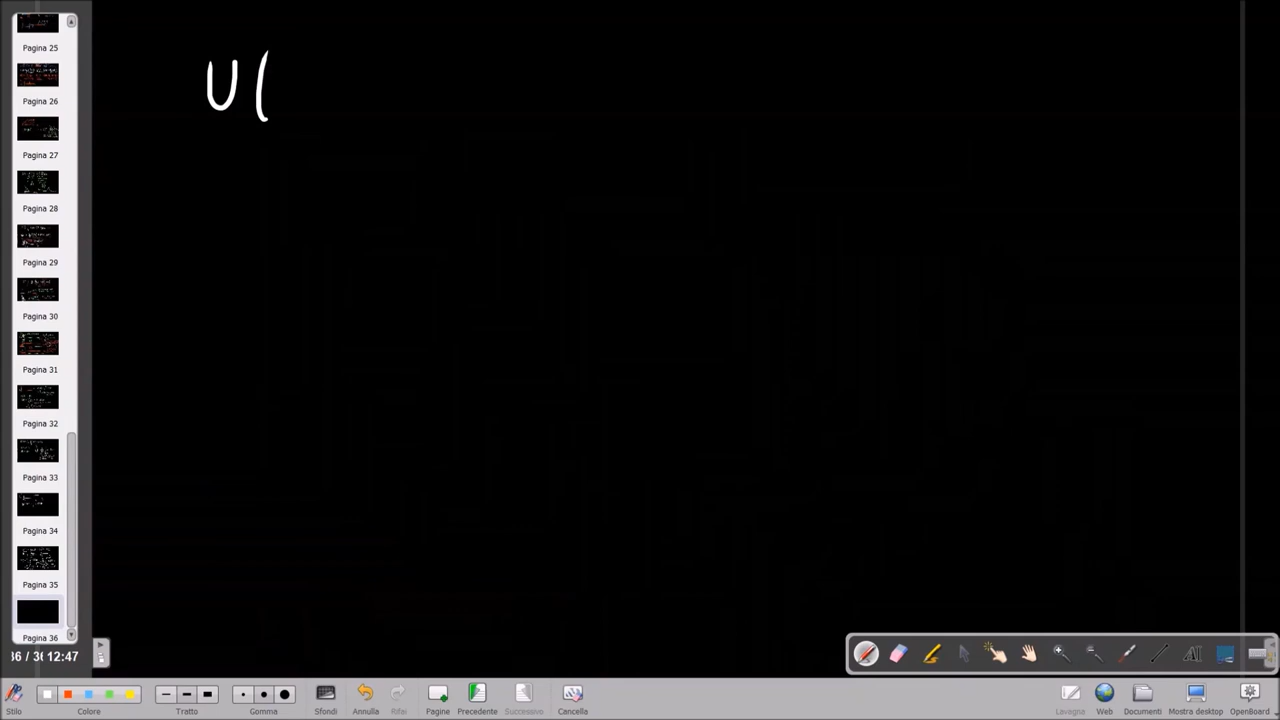 U(
Pagina 25
Pagina 26
Pagina 27
Pagina 28
Pagina 29
Pagina 30
Pagina 31
Pagina 32
Pagina 33
Pagina 34
Pagina 35
Pagina 36
12:47
Stilo
Colore
Tratto
Gomma
Sfondi
Annulla
Rifai
Pagine
Precedente
Successivo
Cancella
Lavagna
Web
Documenti
Mostra desktop
OpenBoard